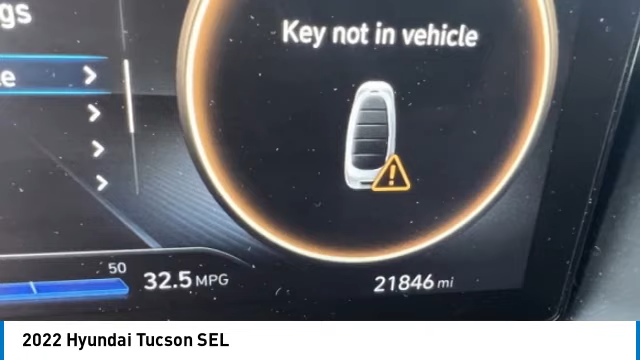 gs
Key not in vehicle
e
50
32.5 MPG
21846 mi
2022 Hyundai Tucson SEL